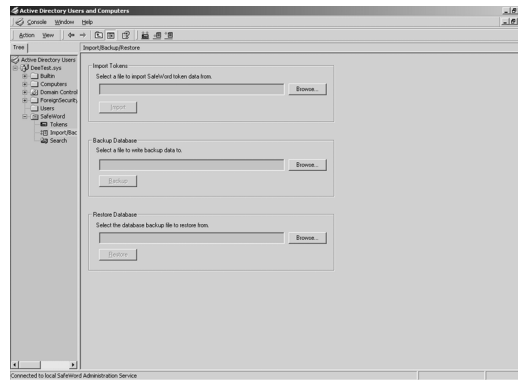 Active Directory Users and Computers
Console Window Help
Action View
Tree
Import/Backup/Restore
Active Directory Users
DeeTest.sys
Builtin
Computers
Domain Control
ForeignSecurity
Users
SafeWord
Tokens
Import/Bac
Search
Import Tokens
Select a file to import SafeWord token data from.
Browse...
Import
Backup Database
Select a file to write backup data to.
Browse...
Backup
Restore Database
Select the database backup file to restore from.
Browse...
Restore
Connected to local SafeWord Administration Service